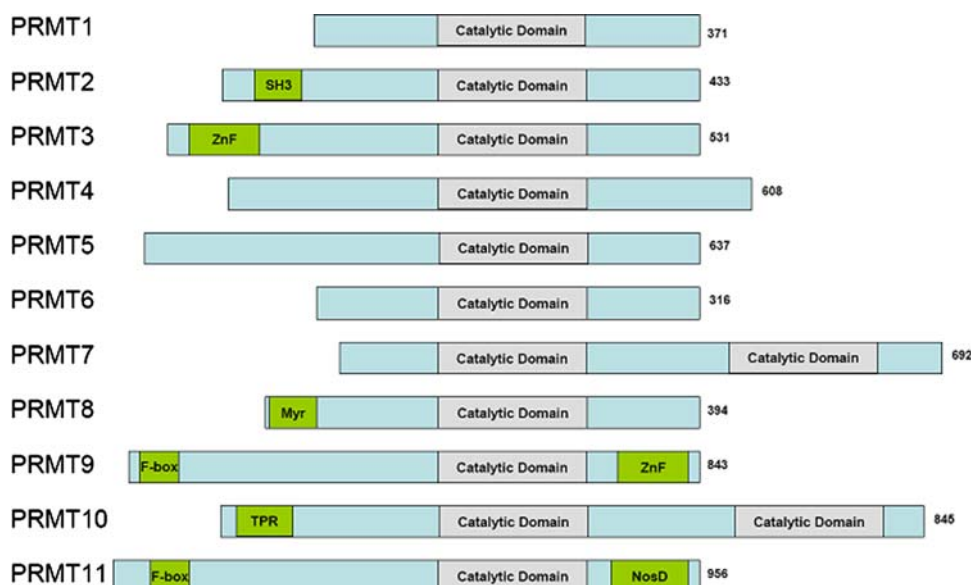 PRMT1 Catalytic Domain 371
PRMT2 SH3 Catalytic Domain 433
PRMT3 ZnF Catalytic Domain 531
PRMT4 Catalytic Domain 608
PRMT5 Catalytic Domain 637
PRMT6 Catalytic Domain 316
PRMT7 Catalytic Domain Catalytic Domain 692
PRMT8 Myr Catalytic Domain 394
PRMT9 F-box Catalytic Domain ZnF 843
PRMT10 TPR Catalytic Domain Catalytic Domain 845
PRMT11 F-box Catalytic Domain NosD 956